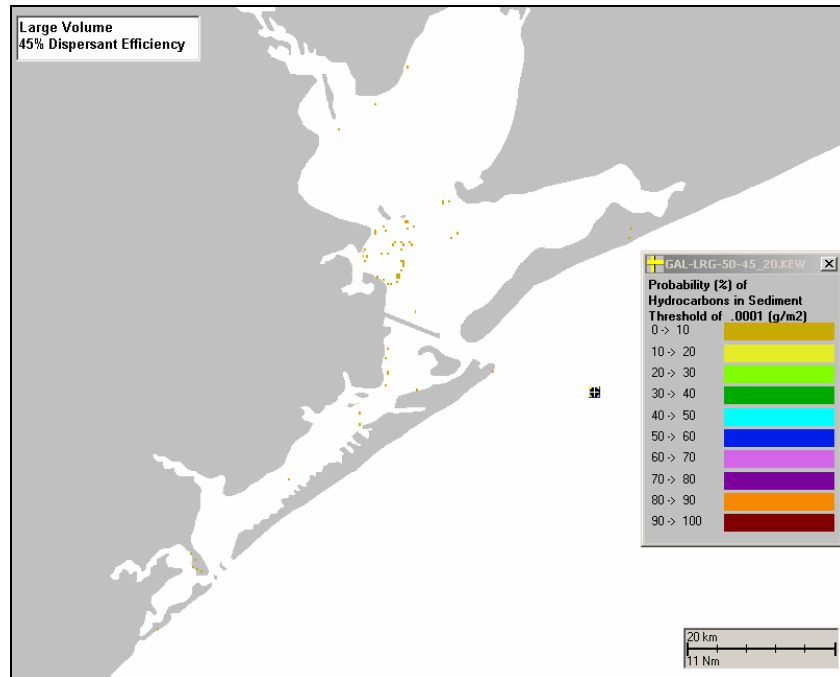 Large Volume
45% Dispersant Efficiency
GAL-LRG-50-45_20.KEW
Probability (%) of
Hydrocarbons in Sediment
Threshold of .0001 (g/m2)
0 -> 10
10 -> 20
20 -> 30
30 -> 40
40 -> 50
50 -> 60
60 -> 70
70 -> 80
80 -> 90
90 -> 100
20 km
11 Nm